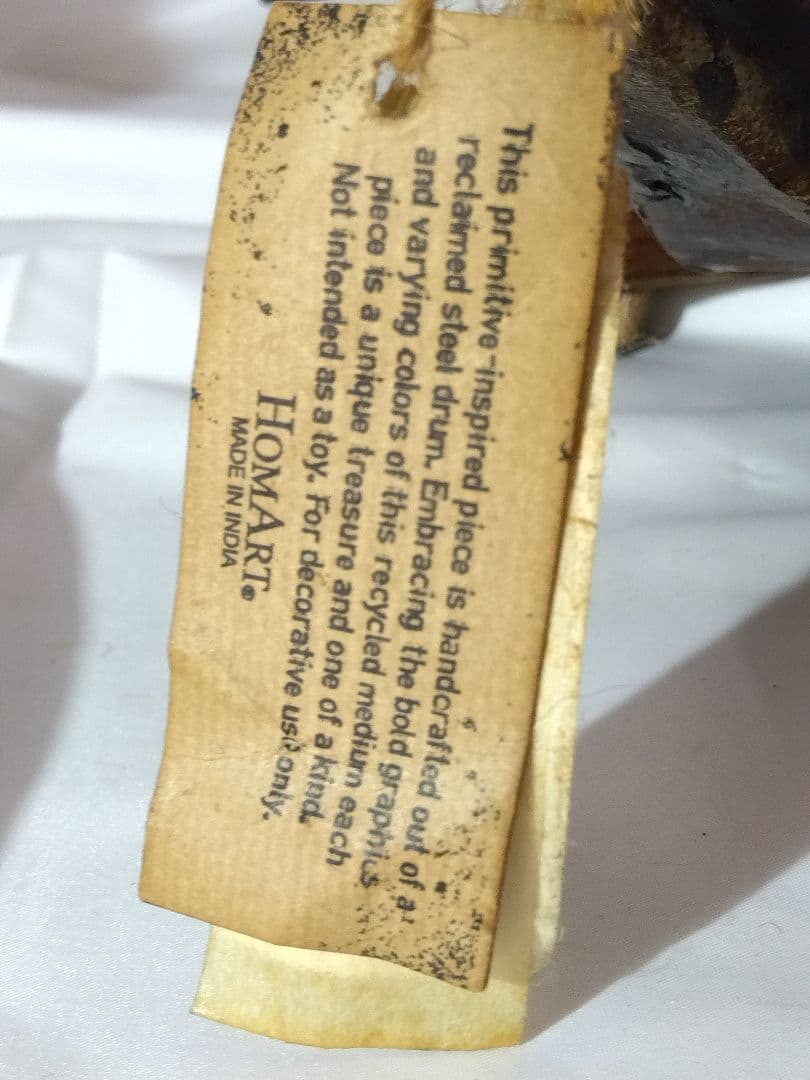 This primitive-inspired piece is handcrafted out of a
reclaimed steel drum. Embracing the bold graphics
and varying colors of this recycled medium each
piece is a unique treasure and one of a kind.
Not intended as a toy. For decorative use only.
HOMART®
MADE IN INDIA